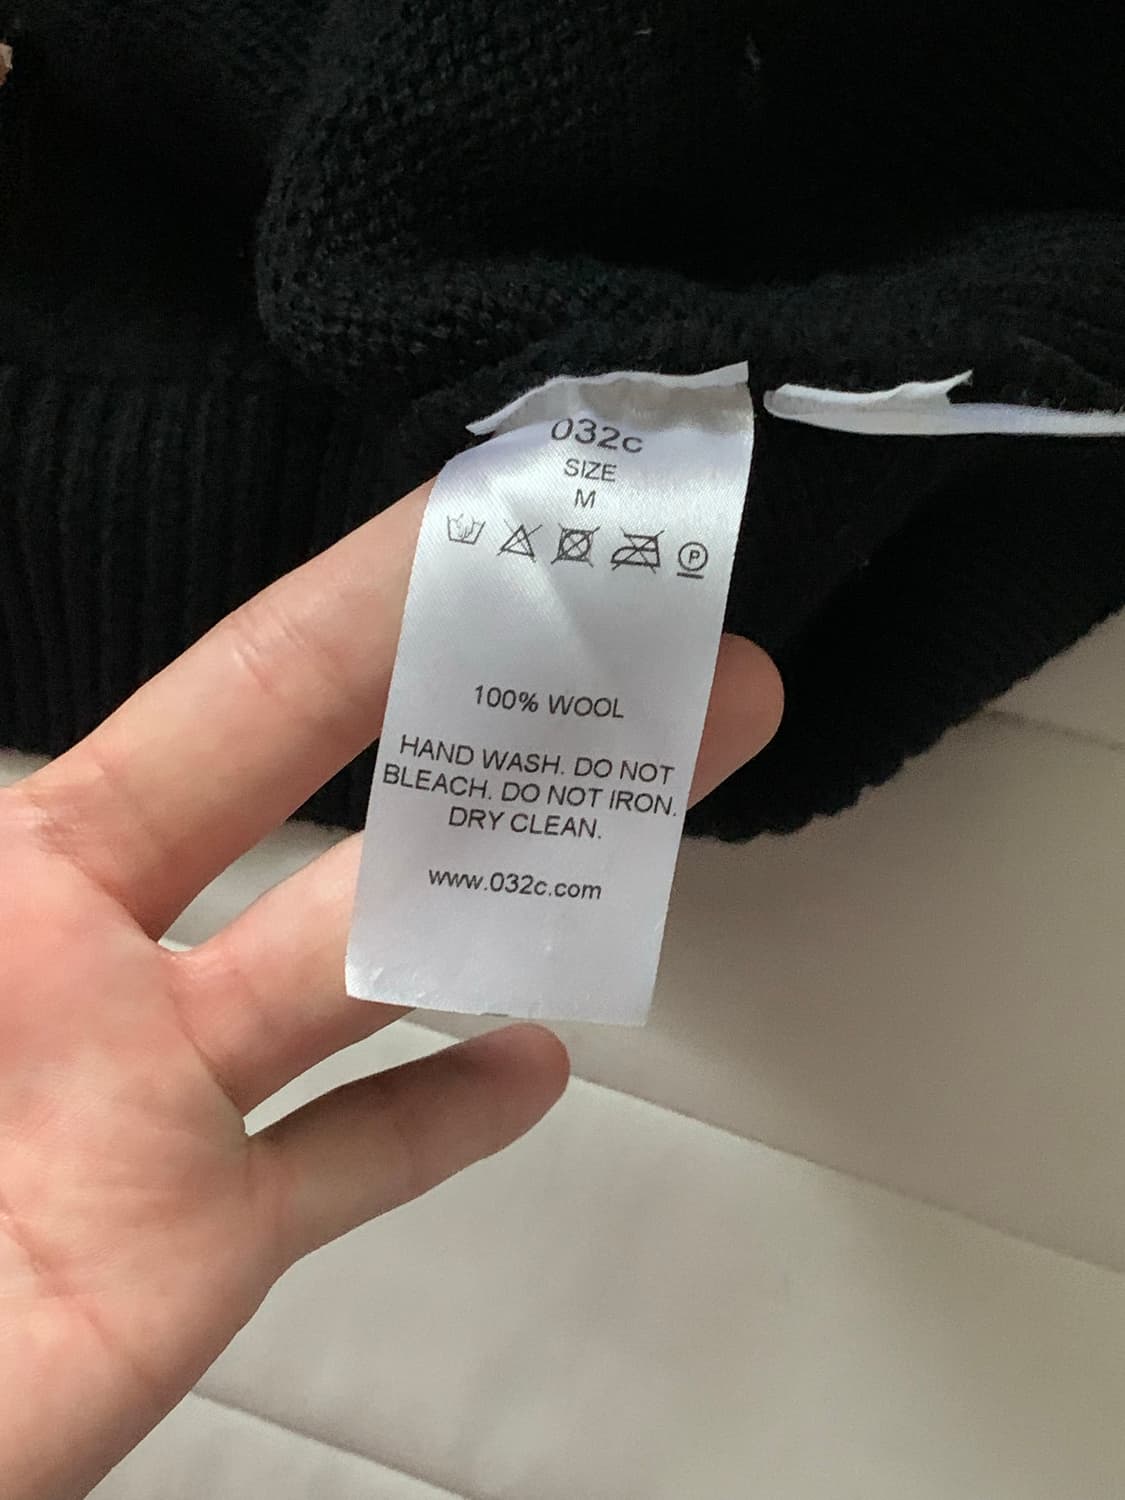 032c
SIZE
M
P
100% WOOL
HAND WASH. DO NOT
BLEACH. DO NOT IRON.
DRY CLEAN.
www.032c.com